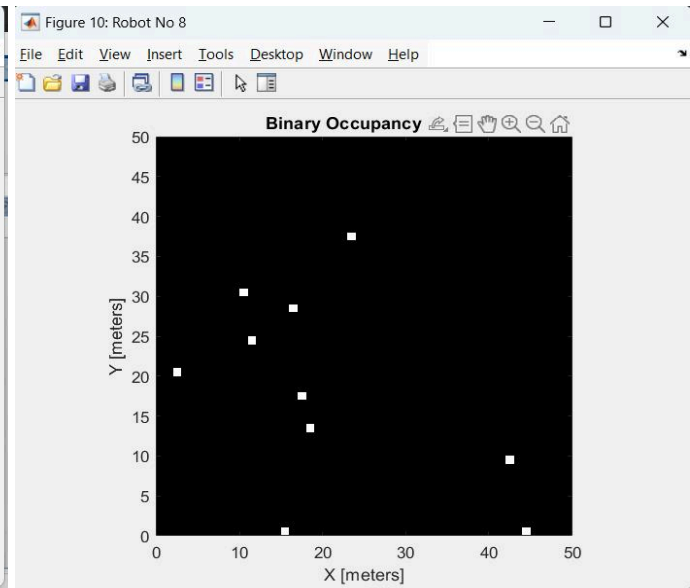 Figure 10: Robot No 8
File Edit View Insert Tools Desktop Window Help
Binary Occupancy
50
45
40
35
30
25
20
15
10
5
0
Y [meters]
0 10 20 30 40 50
X [meters]